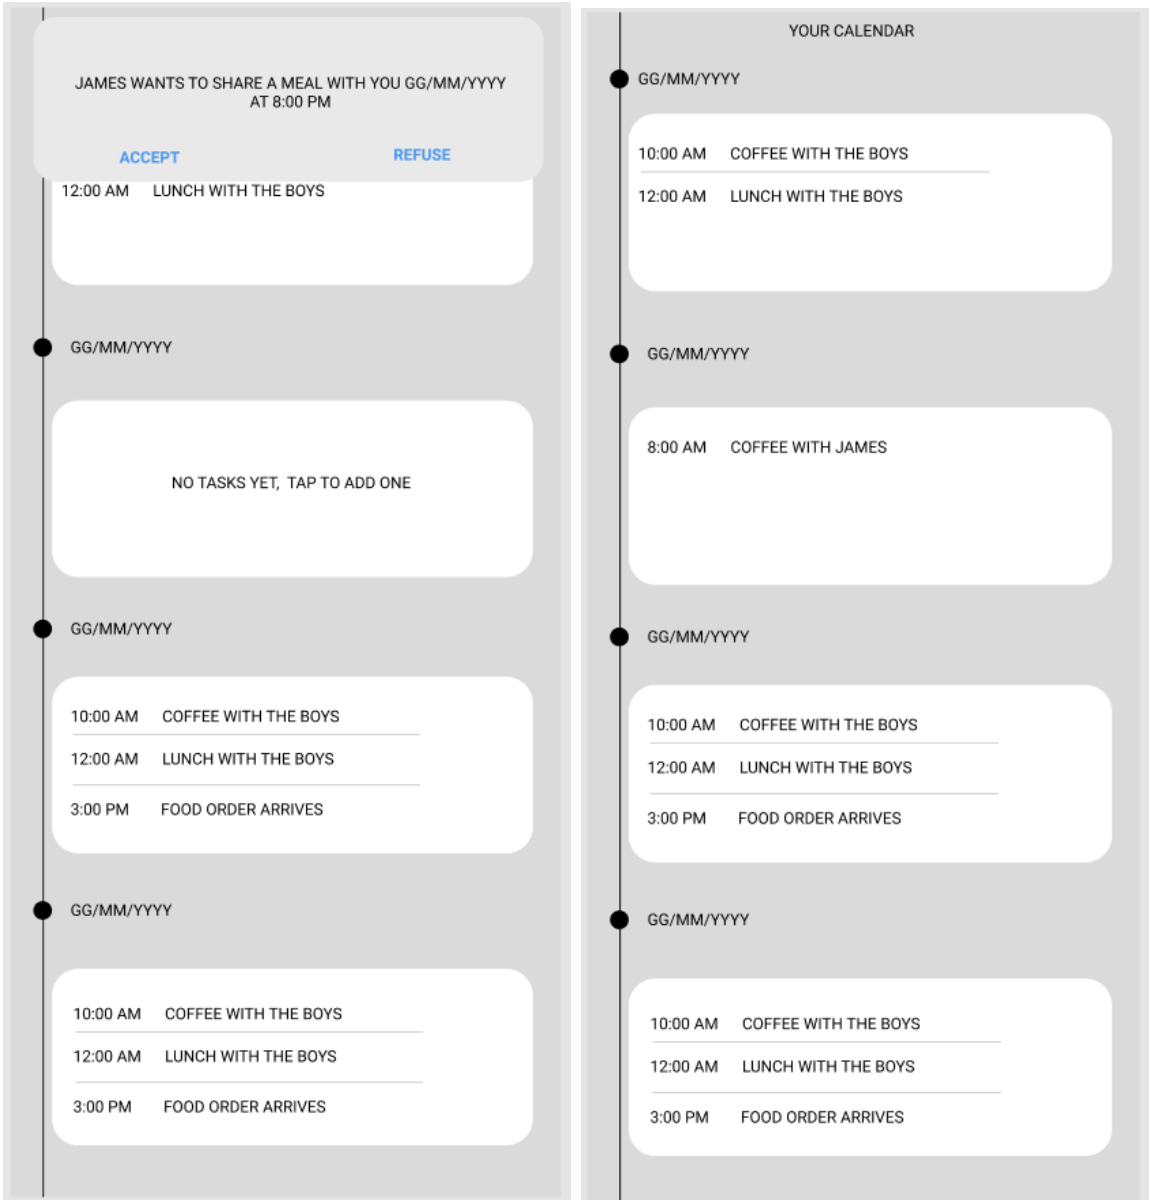 JAMES WANTS TO SHARE A MEAL WITH YOU GG/MM/YYYY
AT 8:00 PM
ACCEPT REFUSE
12:00 AM LUNCH WITH THE BOYS
GG/MM/YYYY
NO TASKS YET, TAP TO ADD ONE
GG/MM/YYYY
10:00 AM COFFEE WITH THE BOYS
12:00 AM LUNCH WITH THE BOYS
3:00 PM FOOD ORDER ARRIVES
GG/MM/YYYY
10:00 AM COFFEE WITH THE BOYS
12:00 AM LUNCH WITH THE BOYS
3:00 PM FOOD ORDER ARRIVES
YOUR CALENDAR
GG/MM/YYYY
10:00 AM COFFEE WITH THE BOYS
12:00 AM LUNCH WITH THE BOYS
GG/MM/YYYY
8:00 AM COFFEE WITH JAMES
GG/MM/YYYY
10:00 AM COFFEE WITH THE BOYS
12:00 AM LUNCH WITH THE BOYS
3:00 PM FOOD ORDER ARRIVES
GG/MM/YYYY
10:00 AM COFFEE WITH THE BOYS
12:00 AM LUNCH WITH THE BOYS
3:00 PM FOOD ORDER ARRIVES